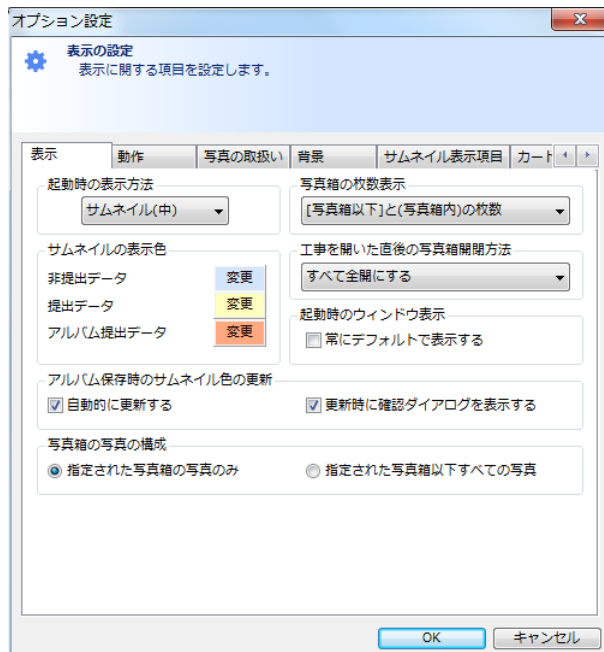 オプション設定
表示の設定
表示に関する項目を設定します。
表示 動作 写真の取扱い 背景 サムネイル表示項目 カート
起動時の表示方法
サムネイル(中)
写真箱の枚数表示
[写真箱以下]と(写真箱内)の枚数
サムネイルの表示色
非提出データ 変更
提出データ 変更
アルバム提出データ 変更
工事を開いた直後の写真箱開閉方法
すべて全開にする
起動時のウィンドウ表示
常にデフォルトで表示する
アルバム保存時のサムネイル色の更新
自動的に更新する 更新時に確認ダイアログを表示する
写真箱の写真の構成
指定された写真箱の写真のみ 指定された写真箱以下すべての写真
OK キャンセル